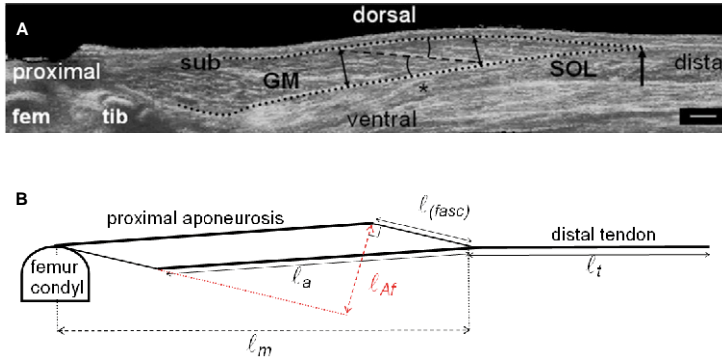 A
dorsal
proximal
sub
GM
*
SOL
distal
fem
tib
ventral
B
ℓ(fasc)
proximal aponeurosis
distal tendon
femur
condyl
ℓa
ℓAf
ℓt
ℓm